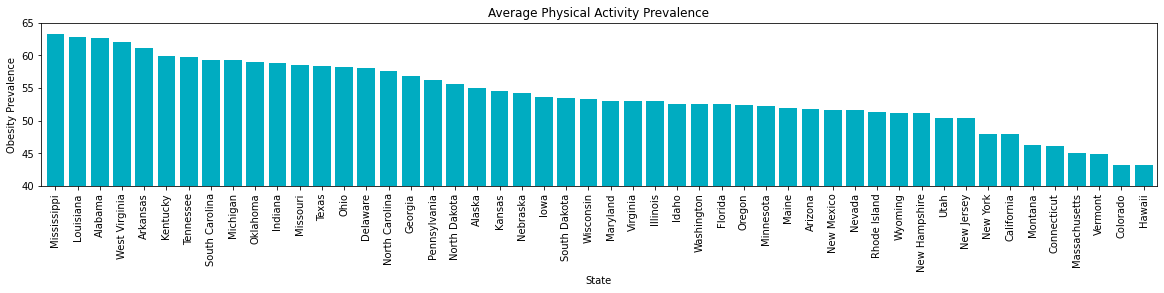 Average Physical Activity Prevalence
65
60
55
50
45
40
Obesity Prevalence
Mississippi
Louisiana
Alabama
West Virginia
Arkansas
Kentucky
Tennessee
South Carolina
Michigan
Oklahoma
Indiana
Missouri
Texas
Ohio
Delaware
North Carolina
Georgia
Pennsylvania
North Dakota
Alaska
Kansas
Nebraska
Iowa
South Dakota
Wisconsin
Maryland
Virginia
Illinois
Idaho
Washington
Florida
Oregon
Minnesota
Maine
Arizona
New Mexico
Nevada
Rhode Island
Wyoming
New Hampshire
Utah
New Jersey
New York
California
Montana
Connecticut
Massachusetts
Vermont
Colorado
Hawaii
State